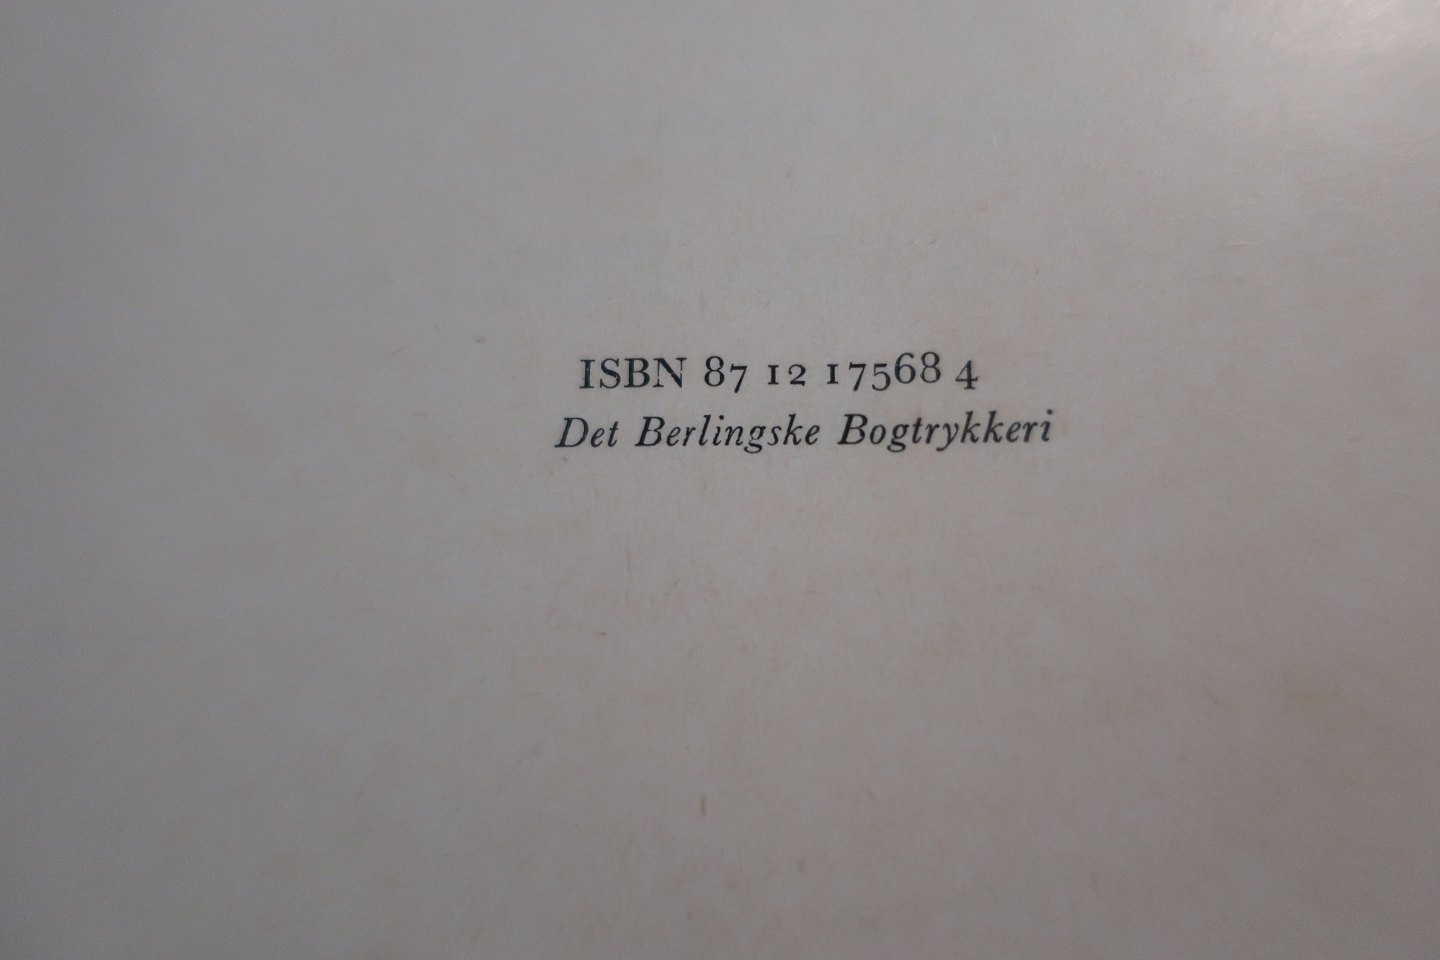 ISBN 87 12 17568 4
Det Berlingske Bogtrykkeri